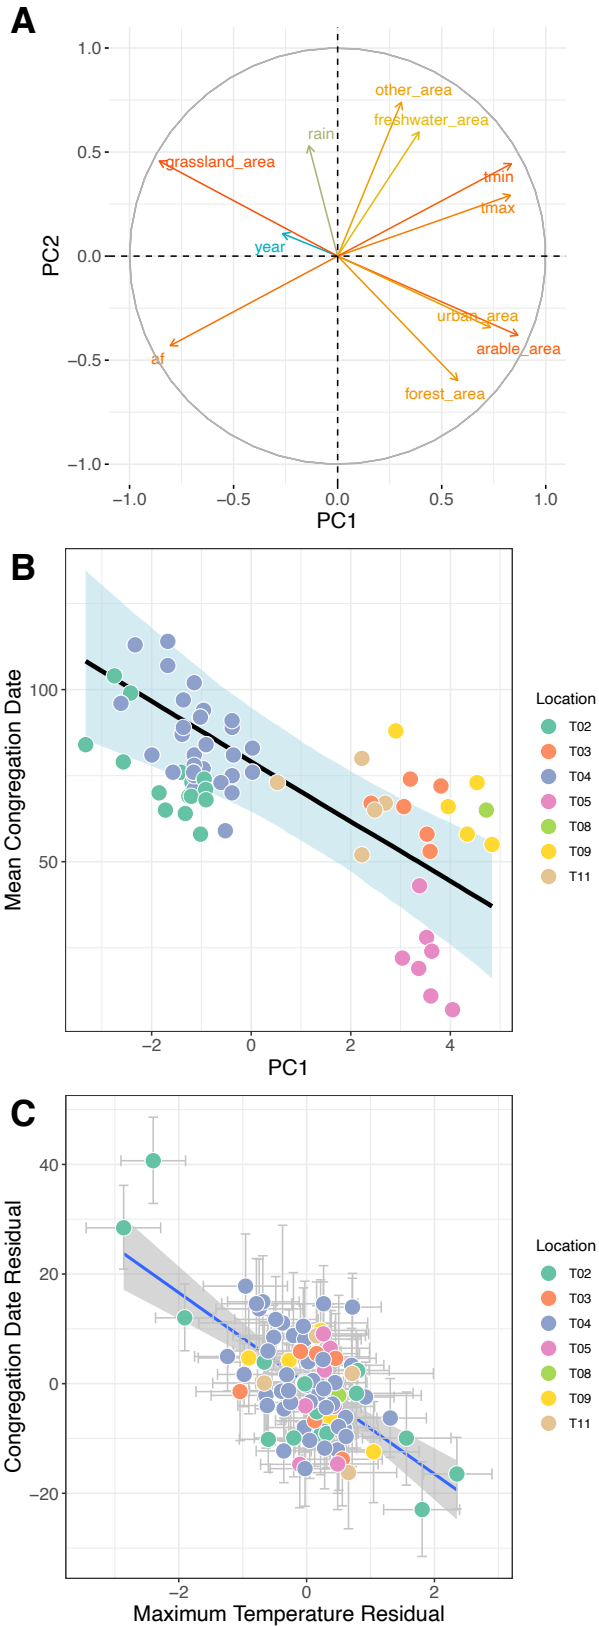 A
1.0
0.5
0.0
−0.5
−1.0
PC2
other_area
freshwater_area
rain
grassland_area
tmin
tmax
year
urban_area
arable_area
af
forest_area
−1.0 −0.5 0.0 0.5 1.0
PC1
B
100
50
Mean Congregation Date
−2 0 2 4
PC1
Location
T02
T03
T04
T05
T08
T09
T11
C
40
20
0
−20
Congregation Date Residual
−2 0 2
Maximum Temperature Residual
Location
T02
T03
T04
T05
T08
T09
T11